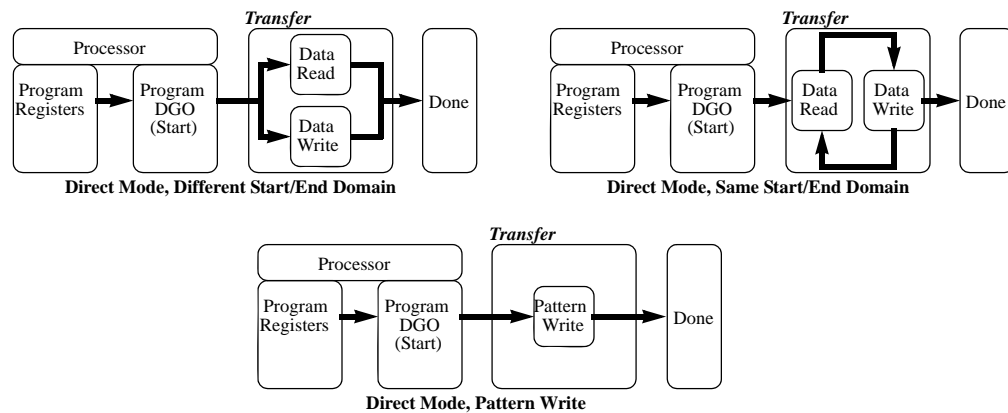 Transfer
Processor
Program
Registers
Program
DGO
(Start)
Data
Read
Data
Write
Done
Direct Mode, Different Start/End Domain
Transfer
Processor
Program
Registers
Program
DGO
(Start)
Data
Read
Data
Write
Done
Direct Mode, Same Start/End Domain
Transfer
Processor
Program
Registers
Program
DGO
(Start)
Pattern
Write
Done
Direct Mode, Pattern Write